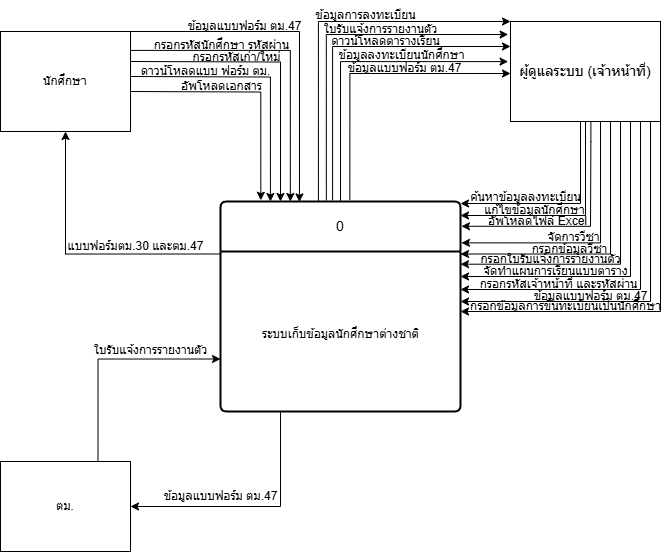 ข้อมูลการลงทะเบียน
ใบรับแจ้งการรายงานตัว
ดาวน์โหลดตารางเรียน
ข้อมูลลงทะเบียนนักศึกษา
ข้อมูลแบบฟอร์ม ตม.47
ข้อมูลแบบฟอร์ม ตม.47
กรอกรหัสนักศึกษา รหัสผ่าน
กรอกรหัสเก่า/ใหม่
ดาวน์โหลดแบบ ฟอร์ม ตม.
อัพโหลดเอกสาร
นักศึกษา
ผู้ดูแลระบบ (เจ้าหน้าที่)
ค้นหาข้อมูลลงทะเบียน
แก้ไขข้อมูลนักศึกษา
อัพโหลดไฟล์ Excel
จัดการวีชา
กรอกข้อมูลวีชา
กรอกใบรับแจ้งการรายงานตัว
จัดทำแผนการเรียนแบบตาราง
กรอกรหัสเจ้าหน้าที่ และรหัสผ่าน
ข้อมูลแบบฟอร์ม ตม.47
กรอกข้อมูลการขึ้นทะเบียนเป็นนักศึกษา
0
แบบฟอร์มตม.30 และตม.47
ระบบเก็บข้อมูลนักศึกษาต่างชาติ
ใบรับแจ้งการรายงานตัว
ข้อมูลแบบฟอร์ม ตม.47
ตม.